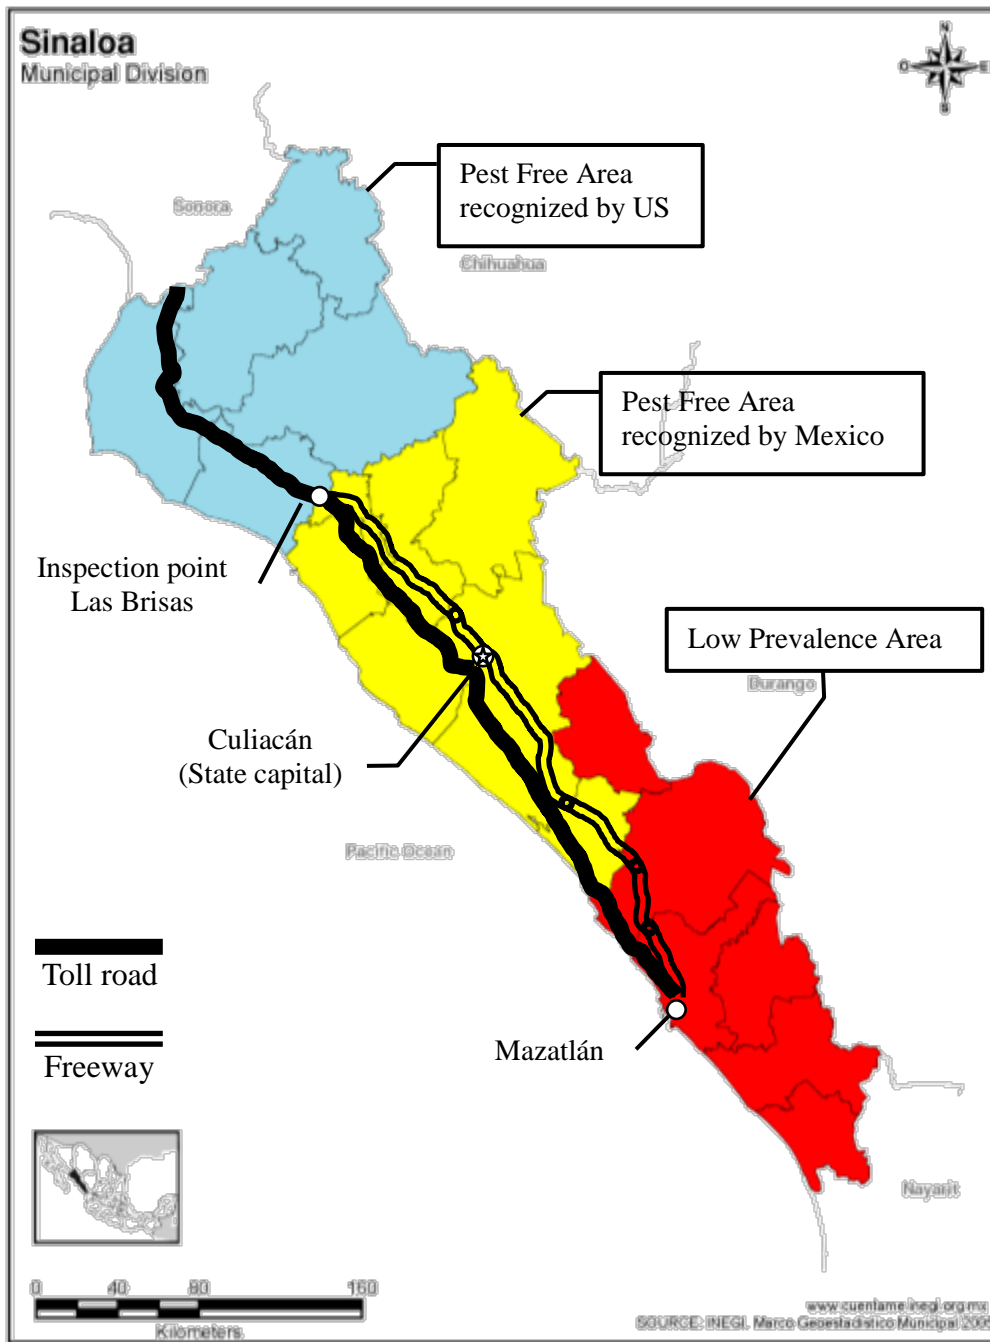 Sinaloa
Municipal Division
N
O
E
S
Pest Free Area
recognized by US
Sonora
Chihuahua
Pest Free Area
recognized by Mexico
Inspection point
Las Brisas
Low Prevalence Area
Durango
Culiacán
(State capital)
Pacific Ocean
Toll road
Mazatlán
Freeway
Nayarit
0 40 80 160
Kilometers
www.cuentame.inegi.org.mx
SOURCE: INEGI. Marco Geoestadístico Municipal 2005